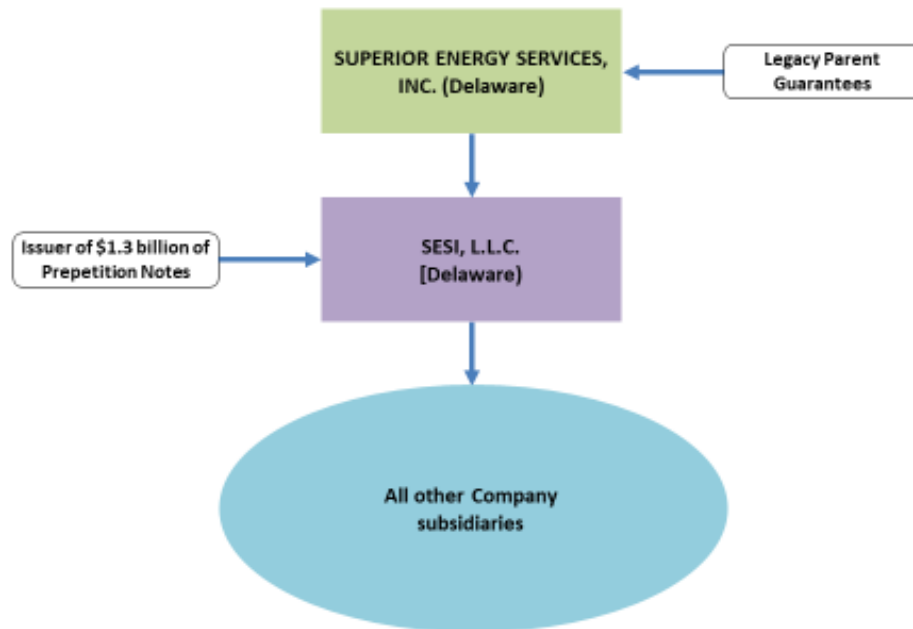 SUPERIOR ENERGY SERVICES,
INC. (Delaware)
Legacy Parent
Guarantees
Issuer of $1.3 billion of
Prepetition Notes
SESI, L.L.C.
[Delaware)
All other Company
subsidiaries